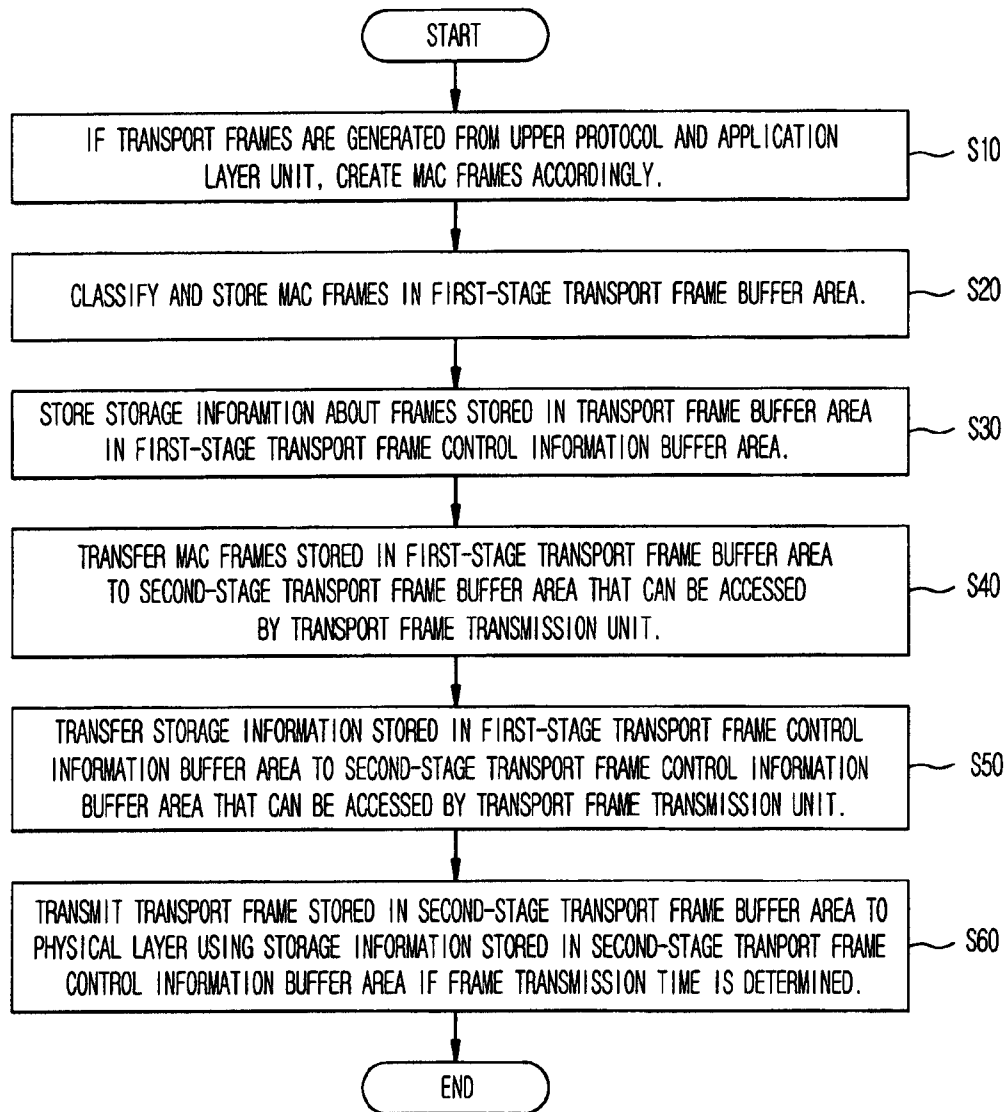 START
IF TRANSPORT FRAMES ARE GENERATED FROM UPPER PROTOCOL AND APPLICATION
LAYER UNIT, CREATE MAC FRAMES ACCORDINGLY.
S10
CLASSIFY AND STORE MAC FRAMES IN FIRST-STAGE TRANSPORT FRAME BUFFER AREA.
S20
STORE STORAGE INFORAMTION ABOUT FRAMES STORED IN TRANSPORT FRAME BUFFER AREA
IN FIRST-STAGE TRANSPORT FRAME CONTROL INFORMATION BUFFER AREA.
S30
TRANSFER MAC FRAMES STORED IN FIRST-STAGE TRANSPORT FRAME BUFFER AREA
TO SECOND-STAGE TRANSPORT FRAME BUFFER AREA THAT CAN BE ACCESSED
BY TRANSPORT FRAME TRANSMISSION UNIT.
S40
TRANSFER STORAGE INFORMATION STORED IN FIRST-STAGE TRANSPORT FRAME CONTROL
INFORMATION BUFFER AREA TO SECOND-STAGE TRANSPORT FRAME CONTROL INFORMATION
BUFFER AREA THAT CAN BE ACCESSED BY TRANSPORT FRAME TRANSMISSION UNIT.
S50
TRANSMIT TRANSPORT FRAME STORED IN SECOND-STAGE TRANSPORT FRAME BUFFER AREA TO
PHYSICAL LAYER USING STORAGE INFORMATION STORED IN SECOND-STAGE TRANPORT FRAME
CONTROL INFORMATION BUFFER AREA IF FRAME TRANSMISSION TIME IS DETERMINED.
S60
END